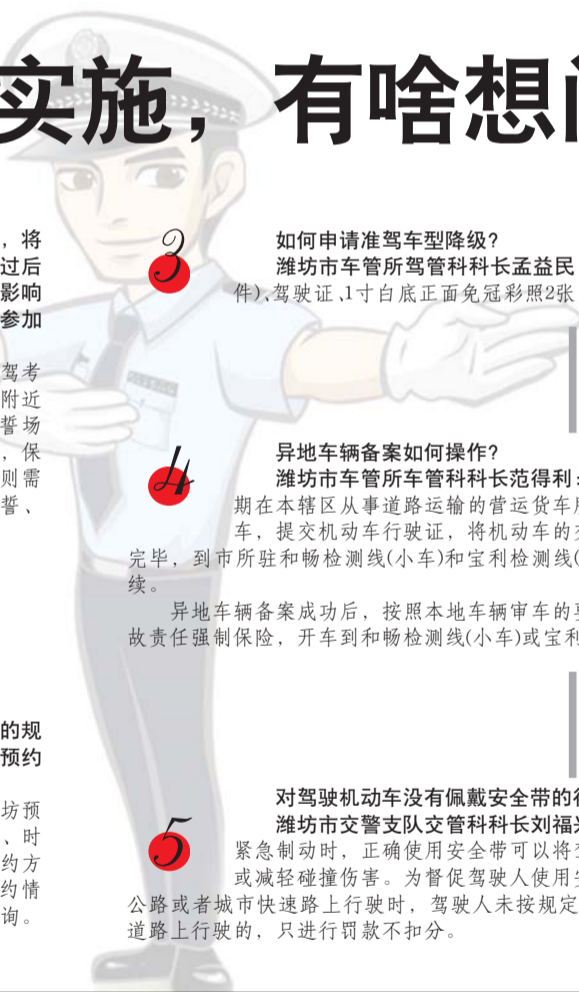 实施，有啥想
，将
过后
影响
参加
驾考
附近
誓场
，保
则需
誓、
的规
预约
坊预
、时
约方
约情
询。
3
如何申请准驾车型降级？
潍坊市车管所驾管科科长孟益民
件)、驾驶证、1寸白底正面免冠彩照2张
4
异地车辆备案如何操作？
潍坊市车管所车管科科长范得利：
期在本辖区从事道路运输的营运货车
车，提交机动车行驶证，将机动车的
完毕，到市所驻和畅检测线(小车)和宝利检测线(
续。
异地车辆备案成功后，按照本地车辆审车的
故责任强制保险，开车到和畅检测线(小车)或宝利
5
对驾驶机动车没有佩戴安全带的
潍坊市交警支队交管科科长刘福
紧急制动时，正确使用安全带可以将
或减轻碰撞伤害。为督促驾驶人使用
公路或者城市快速路上行驶时，驾驶人未按规定
道路上行驶的，只进行罚款不扣分。